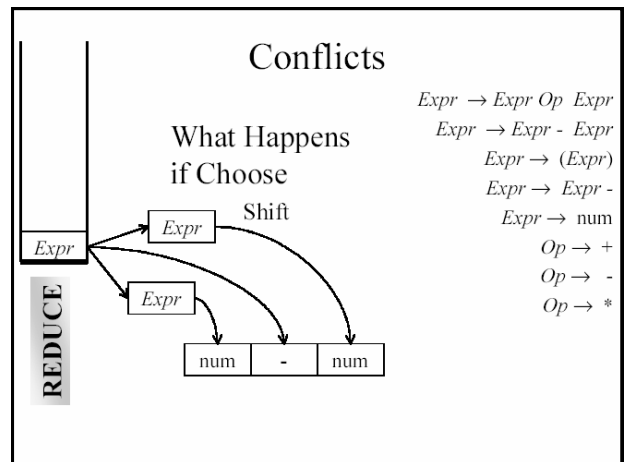 Conflicts
Expr → Expr Op Expr
Expr → Expr - Expr
Expr → (Expr)
Expr → Expr -
Expr → num
Op → +
Op → -
Op → *
What Happens
if Choose
Shift
Expr
Expr
Expr
REDUCE
num - num